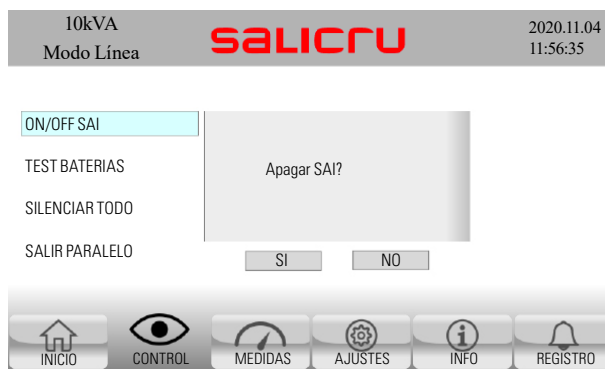 10kVA
Modo Línea
salicru
2020.11.04
11:56:35
ON/OFF SAI
TEST BATERIAS
SILENCIAR TODO
SALIR PARALELO
Apagar SAI?
SI NO
INICIO CONTROL MEDIDAS AJUSTES INFO REGISTRO